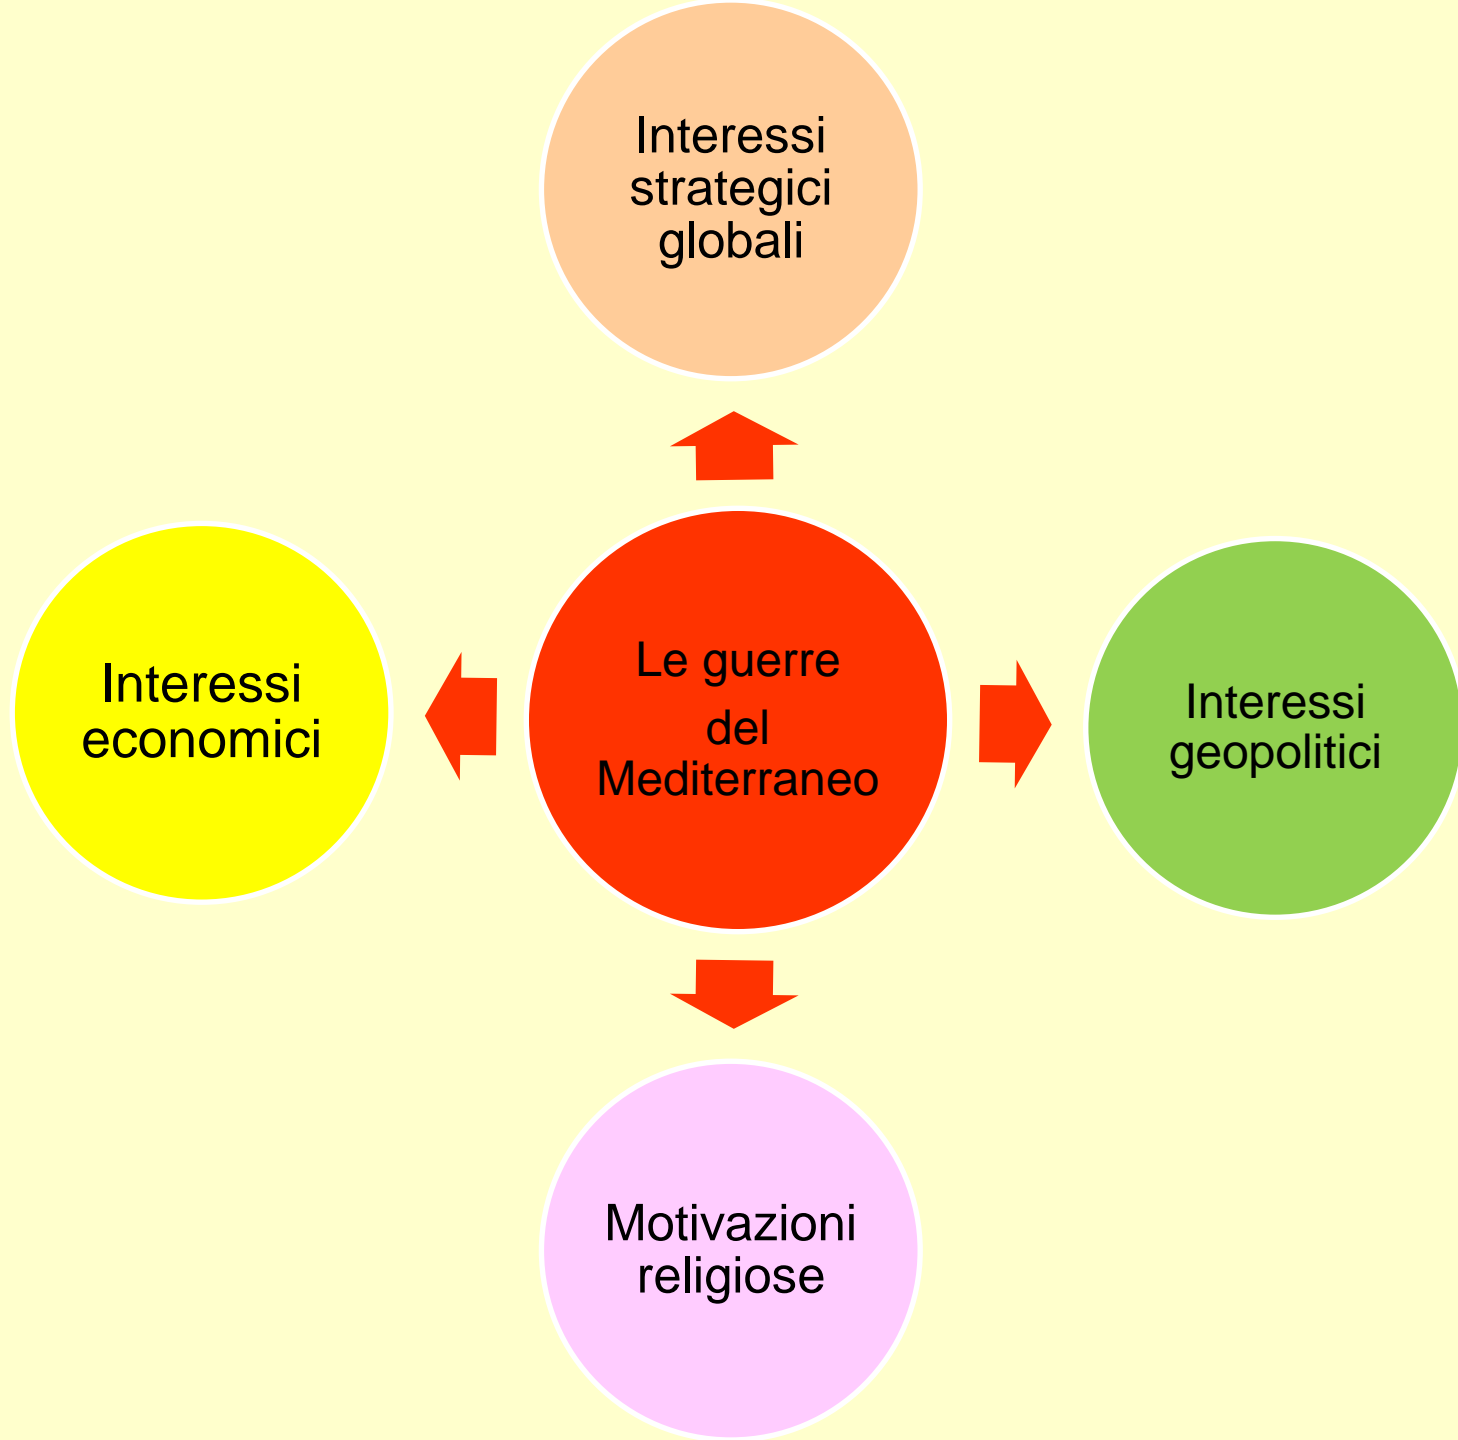 Interessi
strategici
globali
Interessi
economici
Le guerre
del
Mediterraneo
Interessi
geopolitici
Motivazioni
religiose